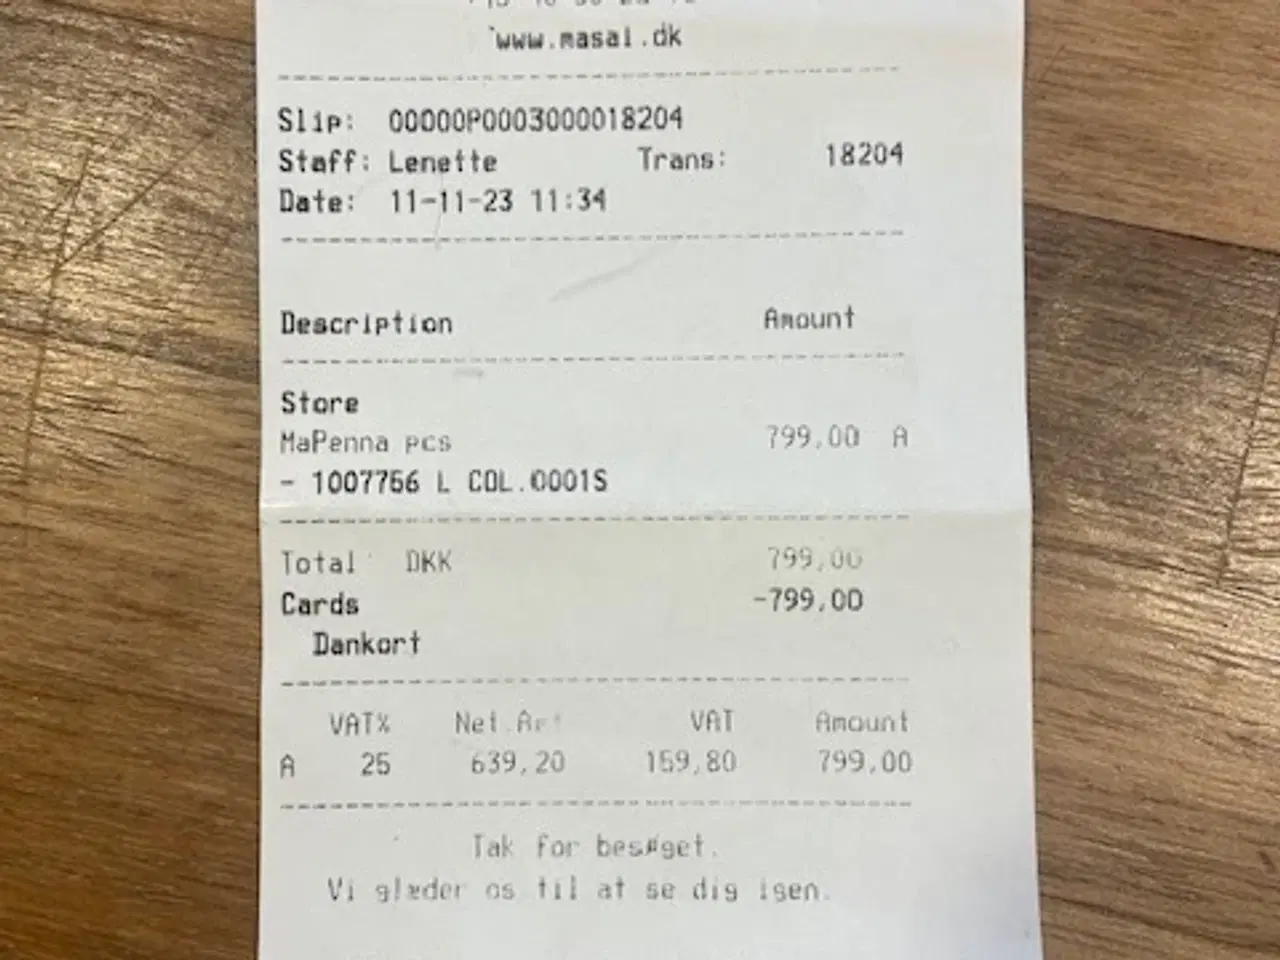 www.masai.dk
Slip: 00000P0003000018204
Staff: Lenette Trans: 18204
Date: 11-11-23 11:34
Description Amount
Store
MaPenna pcs 799,00 A
- 1007756 L COL.0001S
Total DKK 799,00
Cards -799,00
Dankort
VAT% Net.Am VAT Amount
A 25 639,20 159,80 799,00
Tak for besøget.
Vi glæder os til at se dig igen.